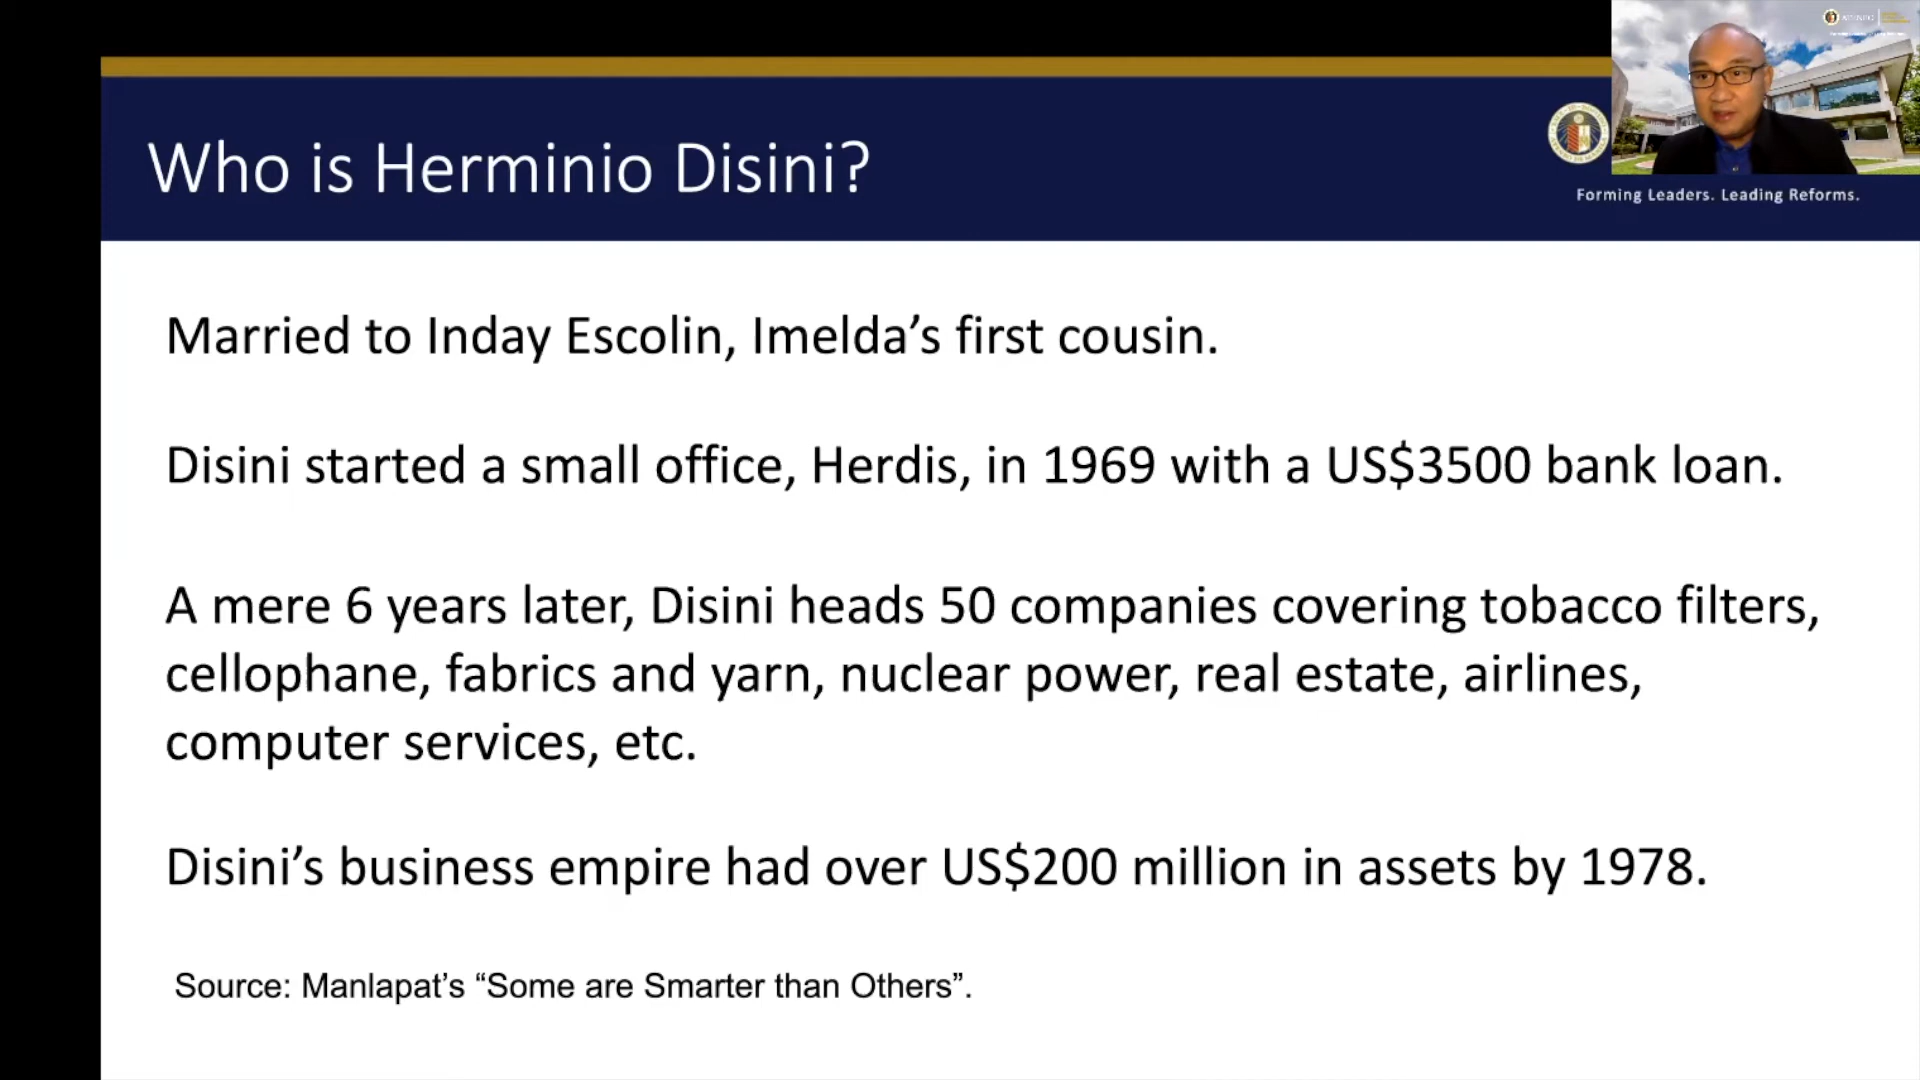 Who is Herminio Disini?
Forming Leaders. Leading Reforms.
Married to Inday Escolin, Imelda’s first cousin.
Disini started a small office, Herdis, in 1969 with a US$3500 bank loan.
A mere 6 years later, Disini heads 50 companies covering tobacco filters,
cellophane, fabrics and yarn, nuclear power, real estate, airlines,
computer services, etc.
Disini’s business empire had over US$200 million in assets by 1978.
Source: Manlapat’s “Some are Smarter than Others”.